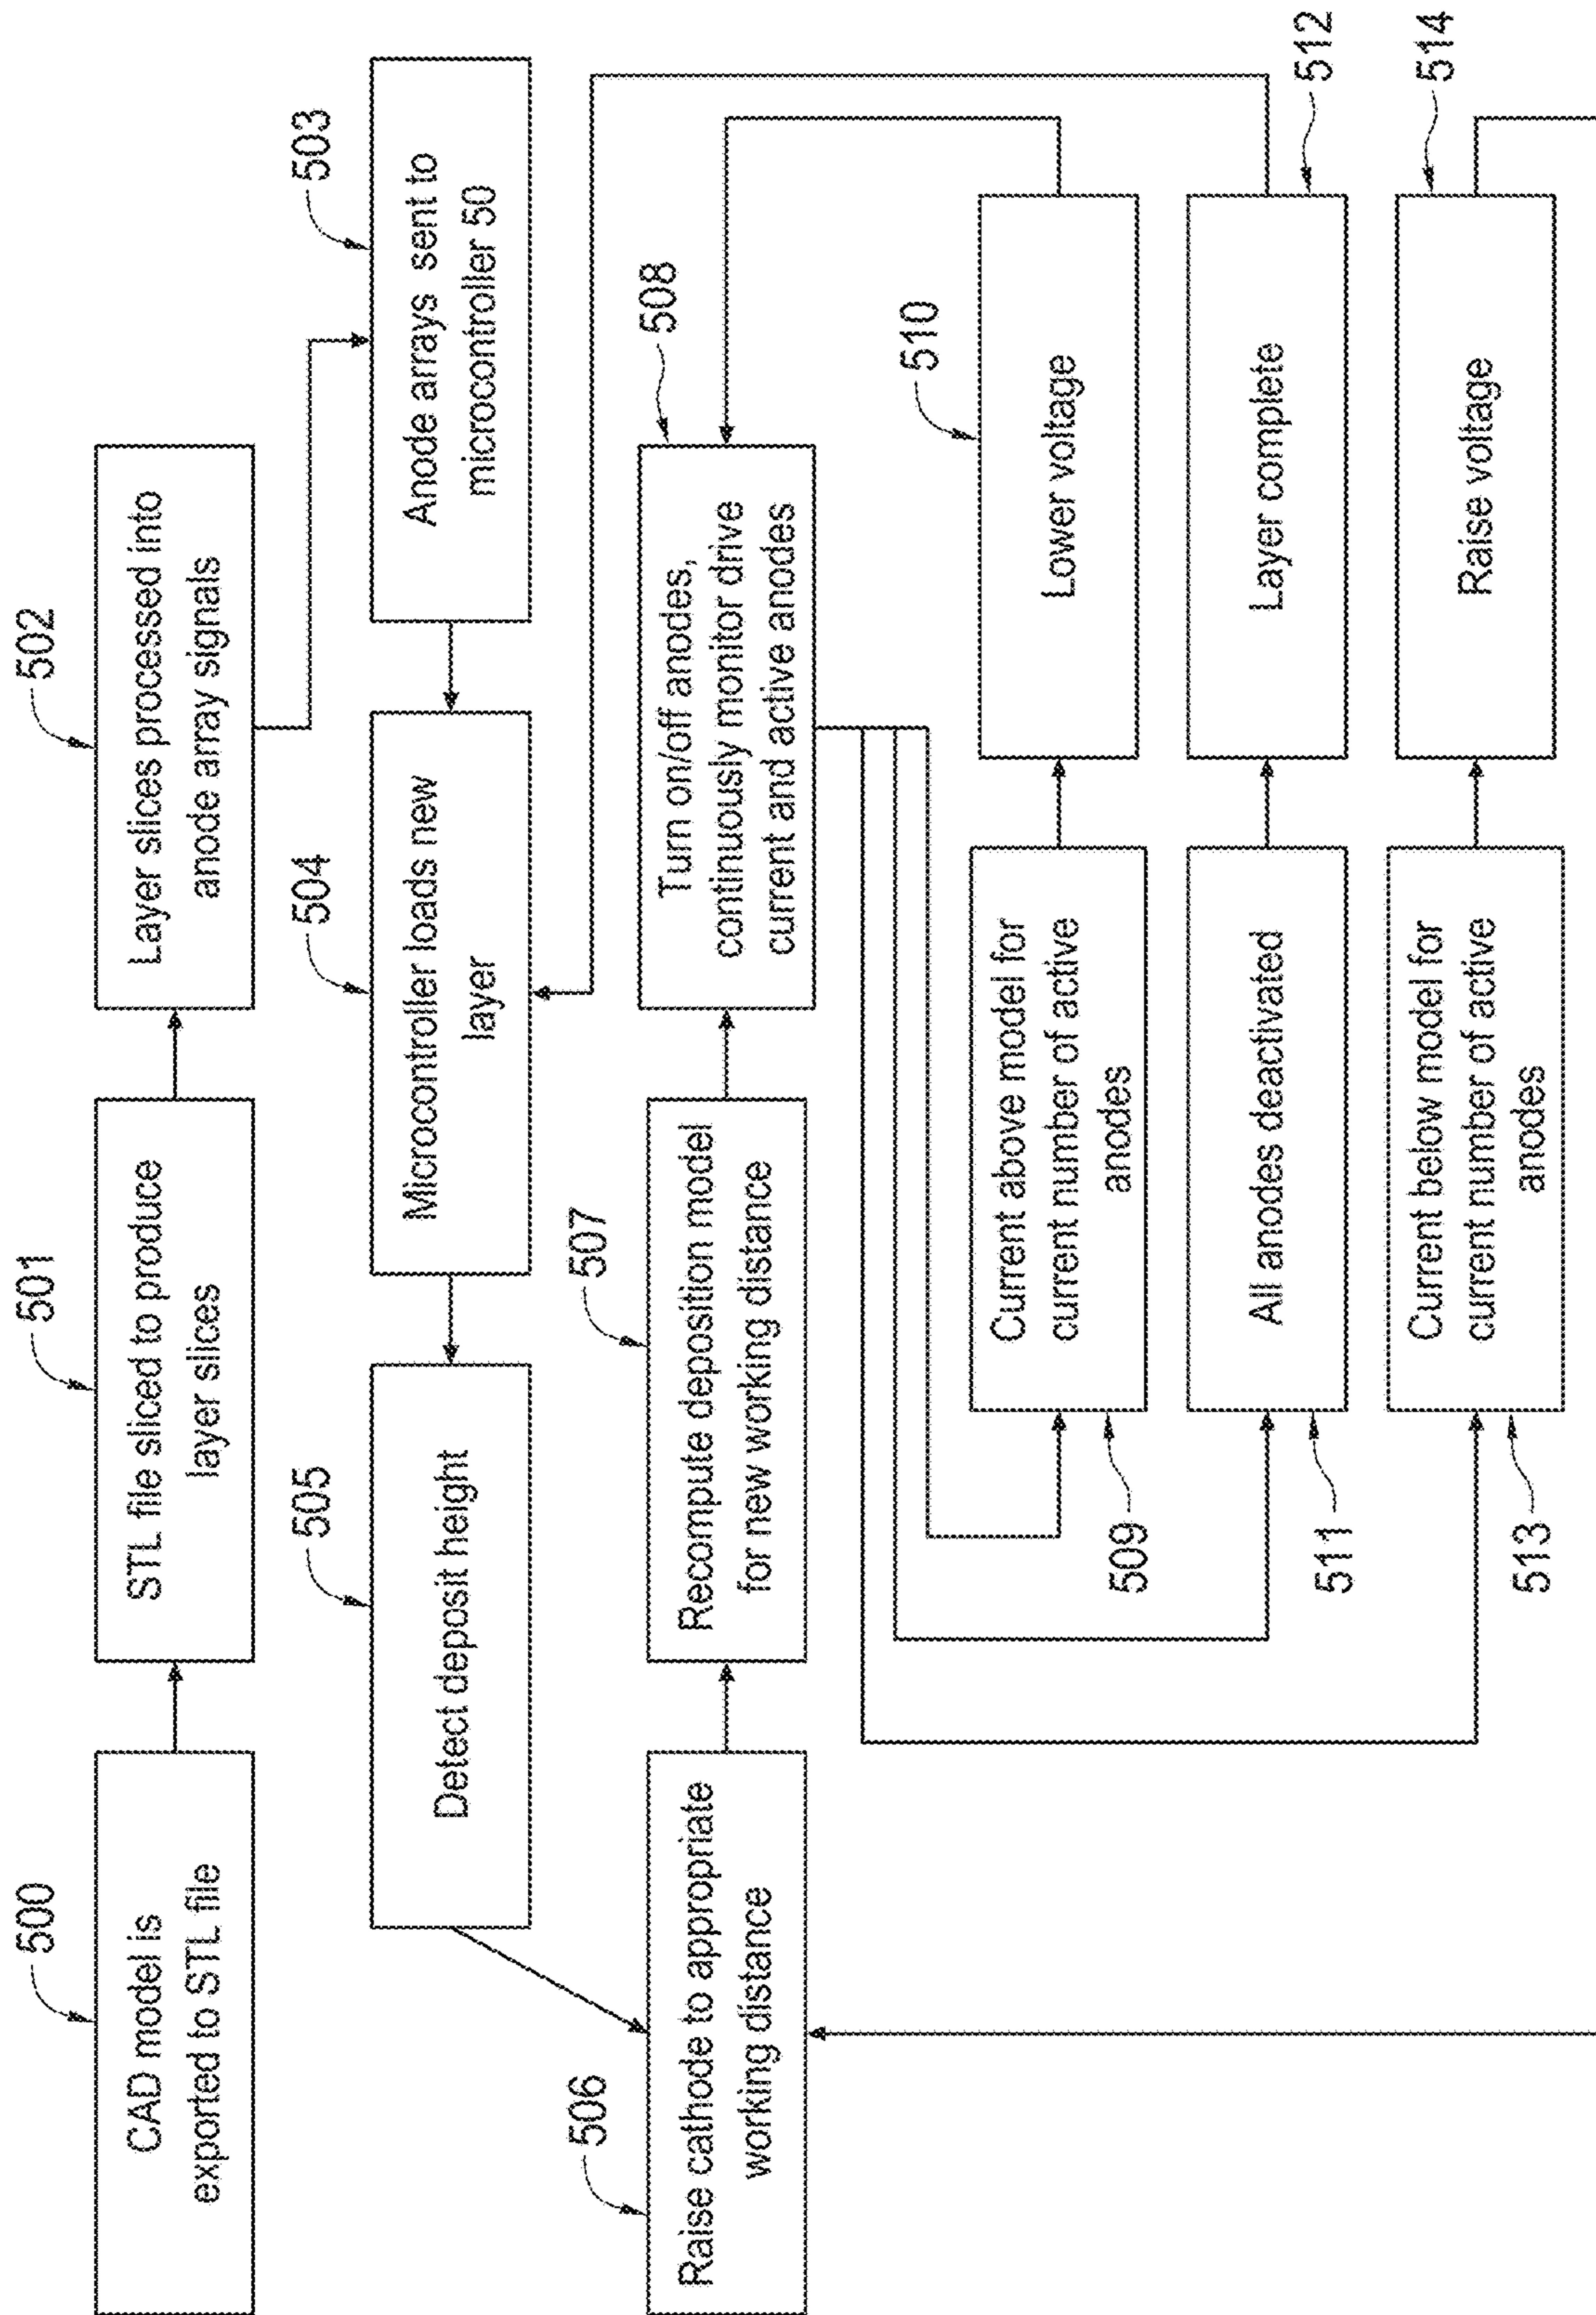 500
CAD model is
exported to STL file
501
STL file sliced to produce
layer slices
502
Layer slices processed into
anode array signals
503
Anode arrays sent to
microcontroller 50
504
Microcontroller loads new
layer
505
Detect deposit height
506
Raise cathode to appropriate
working distance
507
Recompute deposition model
for new working distance
508
Turn on/off anodes,
continuously monitor drive
current and active anodes
509
Current above model for
current number of active
anodes
510
Lower voltage
511
All anodes deactivated
512
Layer complete
513
Current below model for
current number of active
anodes
514
Raise voltage